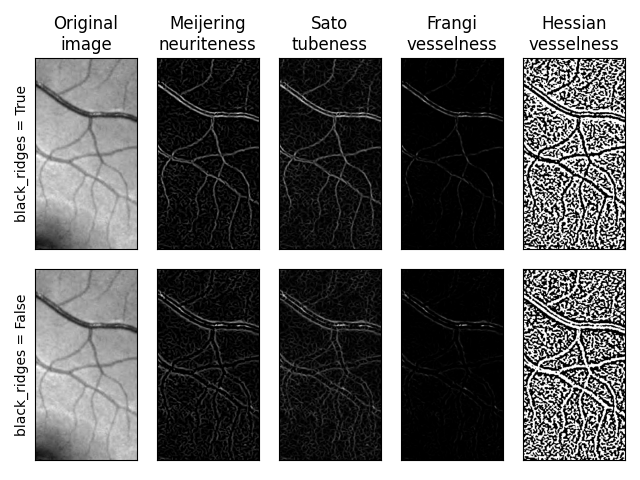 Original
image
Meijering
neuriteness
Sato
tubeness
Frangi
vesselness
Hessian
vesselness
black_ridges = True
black_ridges = False